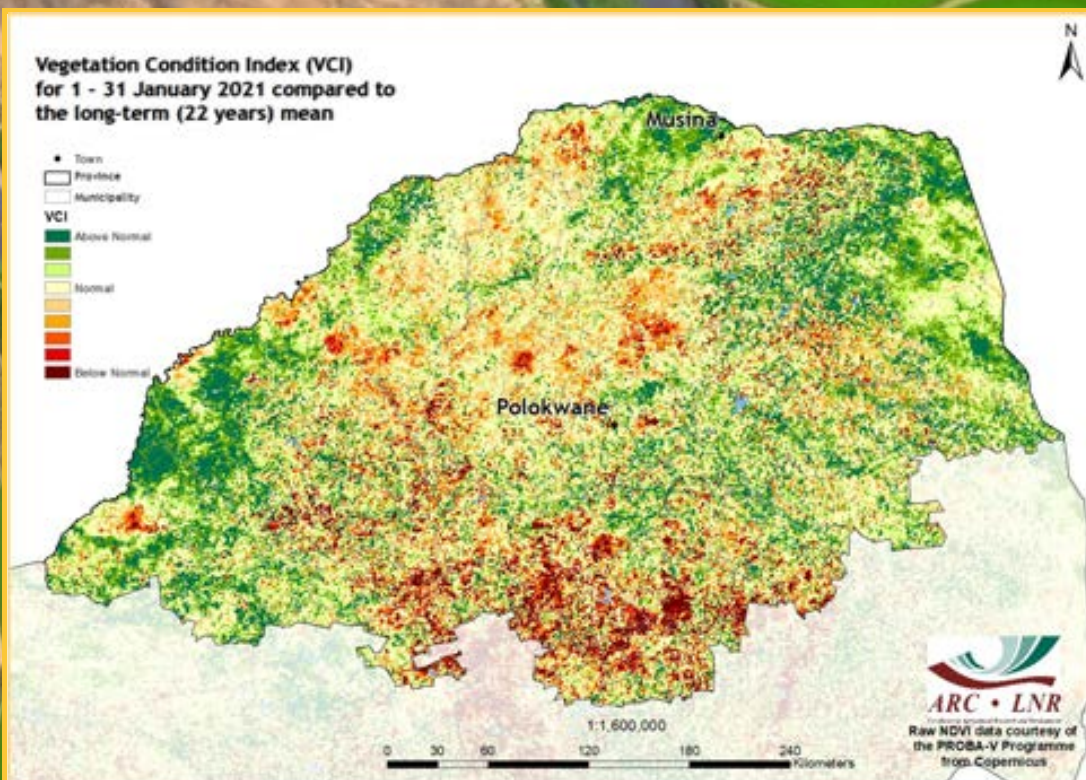 Vegetation Condition Index (VCI)
for 1 - 31 January 2021 compared to
the long-term (22 years) mean
N
Town
Province
Municipality
VCI
Above Normal
Normal
Below Normal
Musina
Polokwane
1:1,600,000
0 30 60 120 180 240
Kilometers
ARC • LNR
Raw NDVI data courtesy of
the PROBA-V Programme
from Copernicus